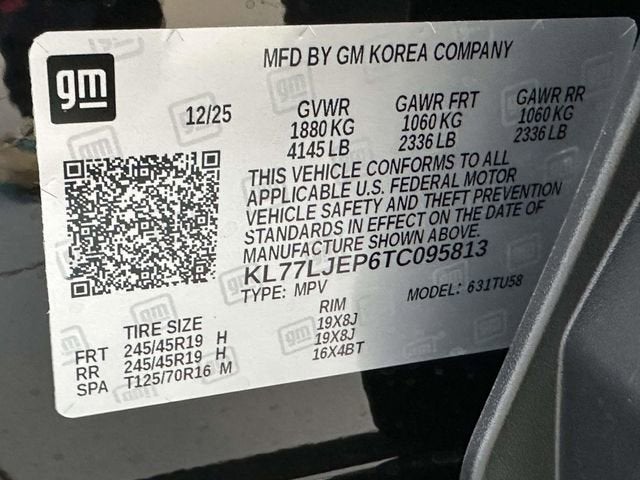 gm
MFD BY GM KOREA COMPANY
12/25 GVWR GAWR FRT GAWR RR
1880 KG 1060 KG 1060 KG
4145 LB 2336 LB 2336 LB
THIS VEHICLE CONFORMS TO ALL
APPLICABLE U.S. FEDERAL MOTOR
VEHICLE SAFETY AND THEFT PREVENTION
STANDARDS IN EFFECT ON THE DATE OF
MANUFACTURE SHOWN ABOVE.
KL77LJEP6TC095813
TYPE: MPV MODEL: 631TU58
TIRE SIZE RIM
FRT 245/45R19 H 19X8J
RR 245/45R19 H 19X8J
SPA T125/70R16 M 16X4BT